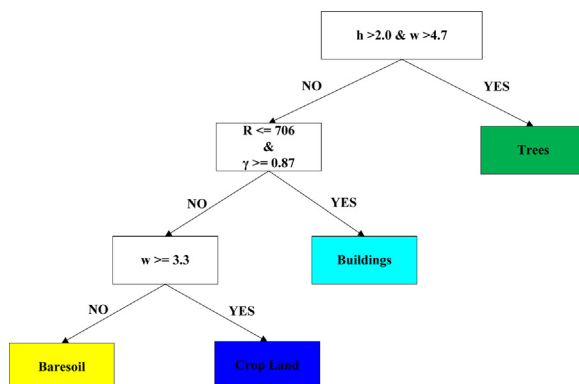 h >2.0 & w >4.7
NO
YES
R <= 706
&
γ >= 0.87
Trees
NO
YES
w >= 3.3
Buildings
NO
YES
Baresoil
Crop Land